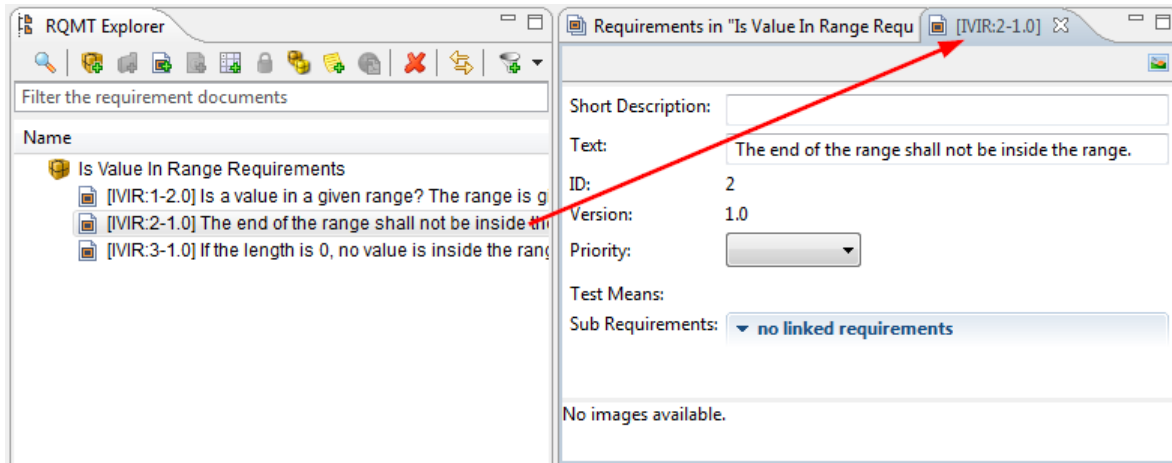 RQMT Explorer
Filter the requirement documents
Name
Is Value In Range Requirements
[IVIR:1-2.0] Is a value in a given range? The range is g
[IVIR:2-1.0] The end of the range shall not be inside the
[IVIR:3-1.0] If the length is 0, no value is inside the rang
Requirements in "Is Value In Range Requ
[IVIR:2-1.0]
Short Description:
Text: The end of the range shall not be inside the range.
ID: 2
Version: 1.0
Priority:
Test Means:
Sub Requirements: no linked requirements
No images available.